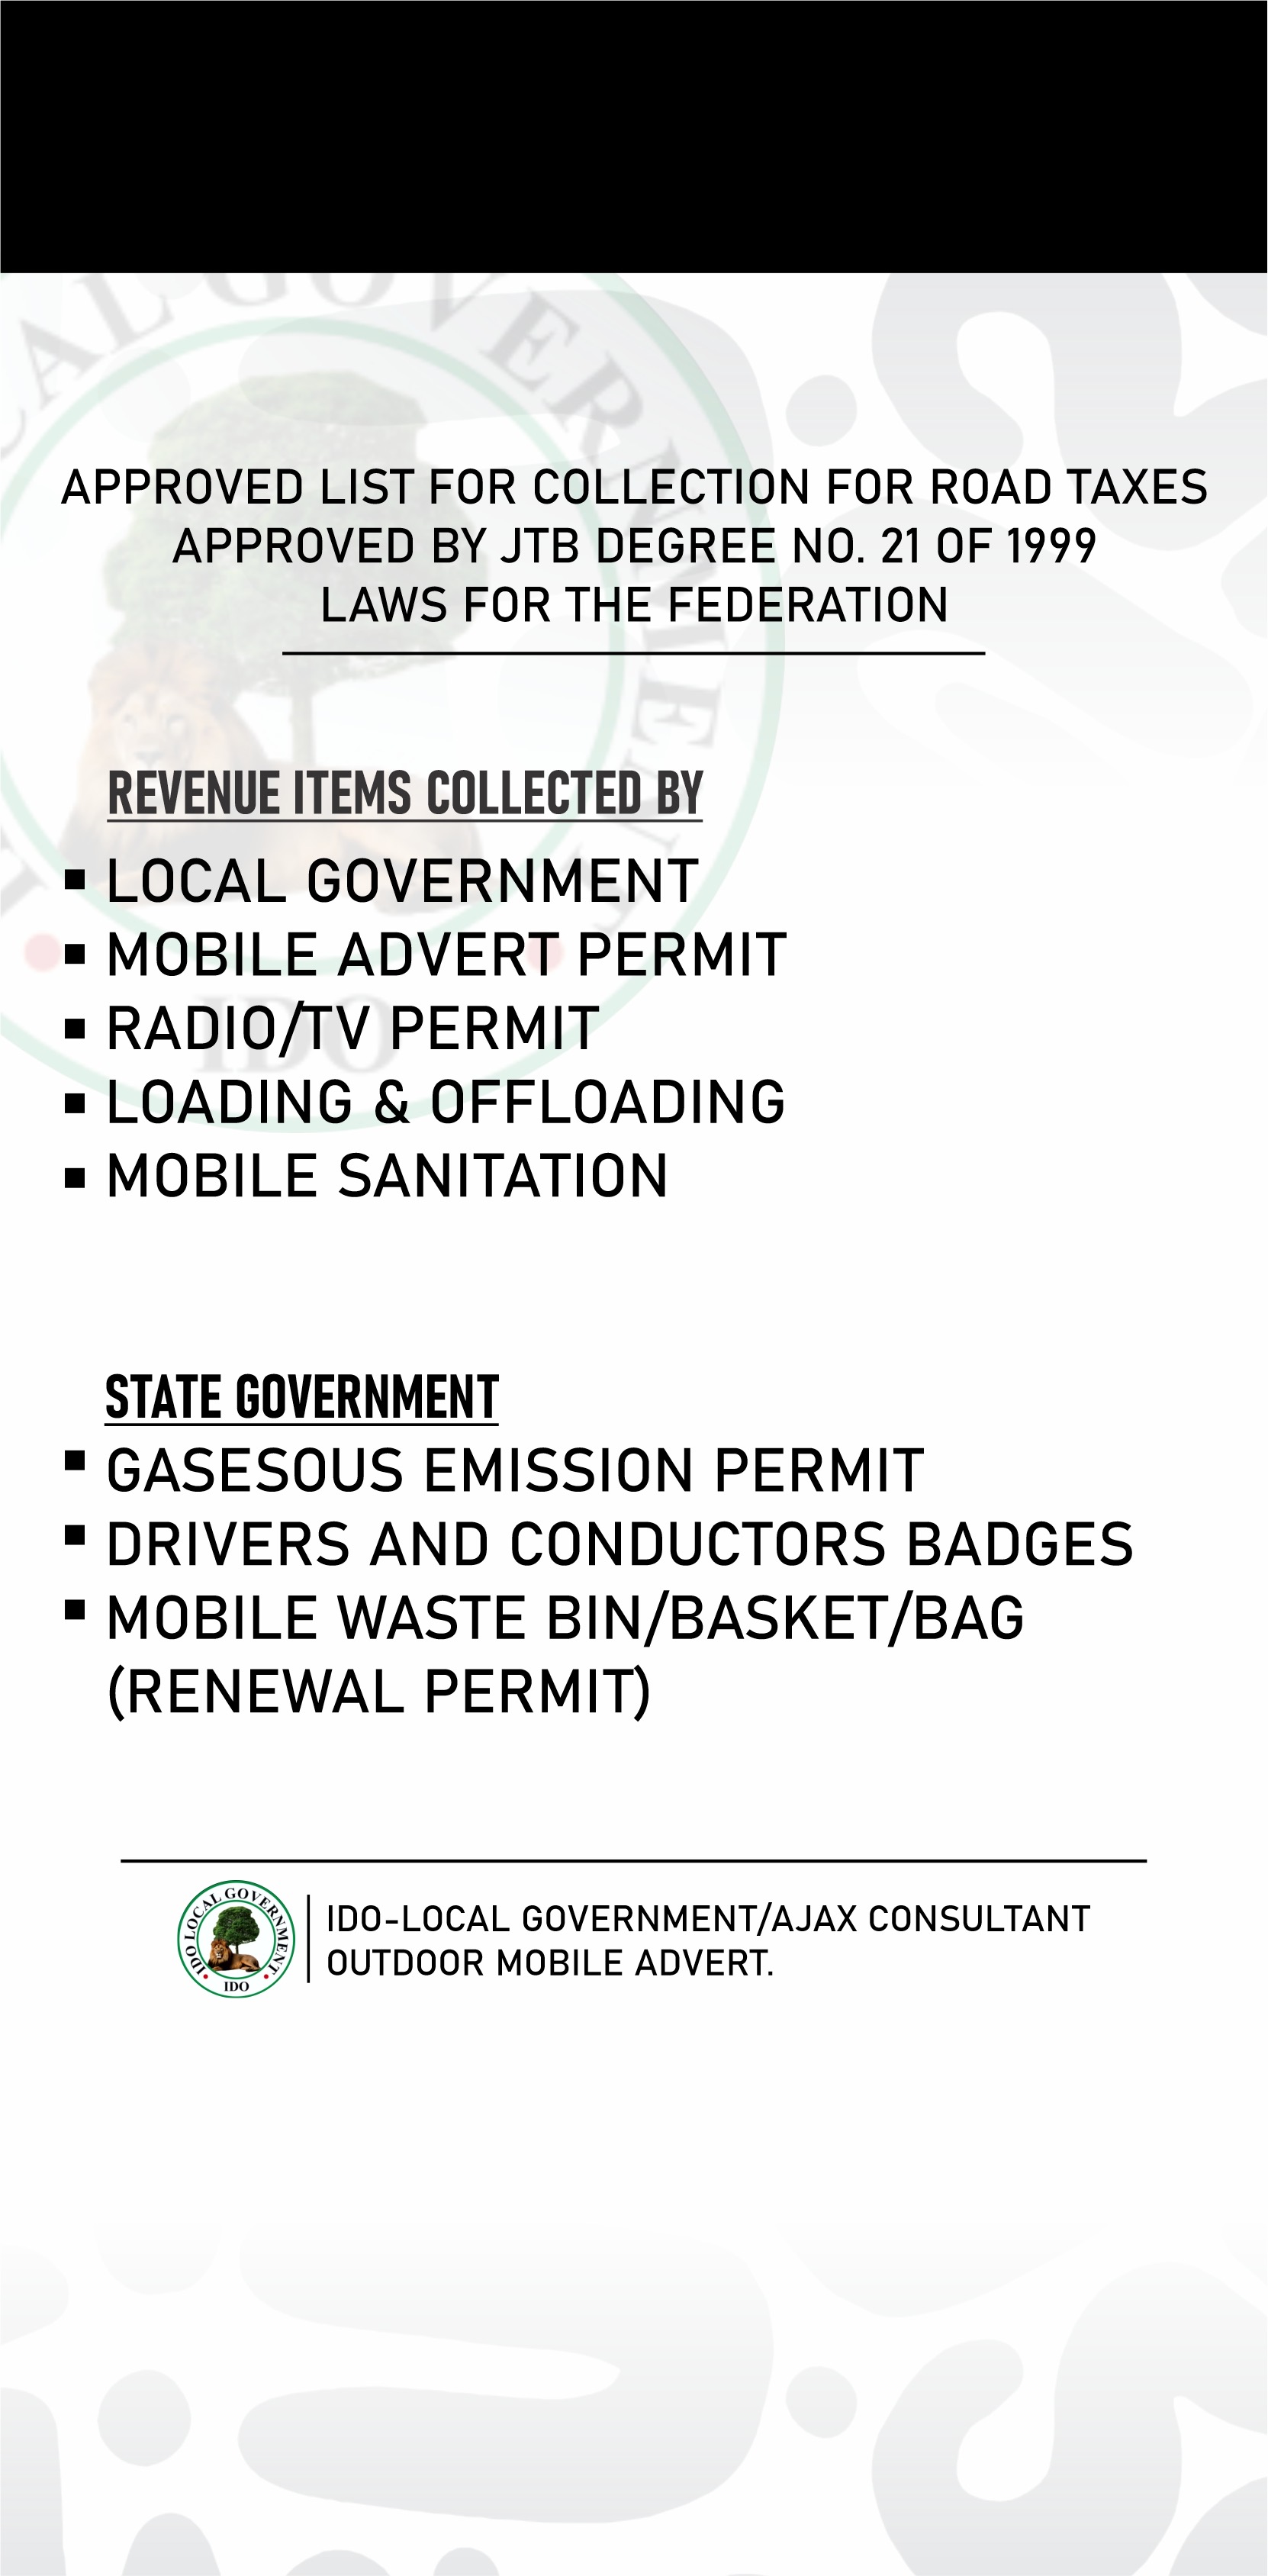 APPROVED LIST FOR COLLECTION FOR ROAD TAXES
APPROVED BY JTB DEGREE NO. 21 OF 1999
LAWS FOR THE FEDERATION
REVENUE ITEMS COLLECTED BY
▪ LOCAL GOVERNMENT
▪ MOBILE ADVERT PERMIT
▪ RADIO/TV PERMIT
▪ LOADING & OFFLOADING
▪ MOBILE SANITATION
STATE GOVERNMENT
▪ GASESOUS EMISSION PERMIT
▪ DRIVERS AND CONDUCTORS BADGES
▪ MOBILE WASTE BIN/BASKET/BAG
(RENEWAL PERMIT)
IDO LOCAL GOVERNMENT
IDO
IDO-LOCAL GOVERNMENT/AJAX CONSULTANT
OUTDOOR MOBILE ADVERT.